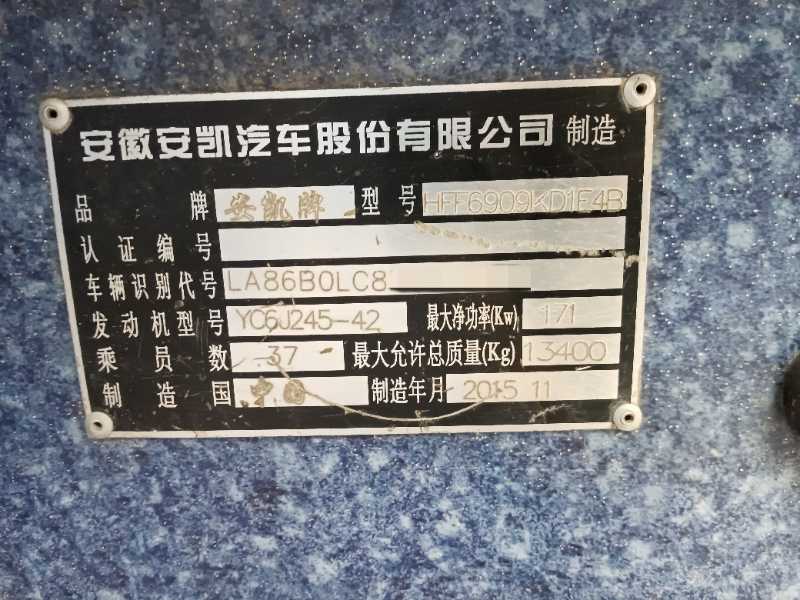 安徽安凯汽车股份有限公司 制造
品牌 安凯牌 型号 HFF6909KD1E4B
认证编号
车辆识别代号 LA86B0LC8
发动机型号 YC6J245-42 最大净功率(Kw) 171
乘员数 37 最大允许总质量(Kg) 13400
制造国 中国 制造年月 2015 11